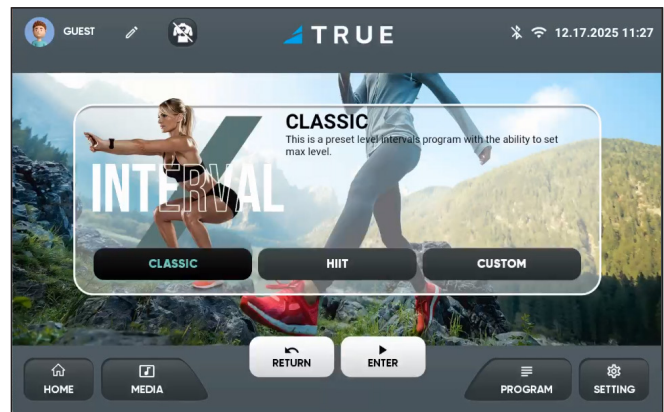 GUEST
TRUE
12.17.2025 11:27
CLASSIC
This is a preset level intervals program with the ability to set
max level.
INTERVAL
CLASSIC
HIIT
CUSTOM
RETURN
ENTER
HOME
MEDIA
PROGRAM
SETTING